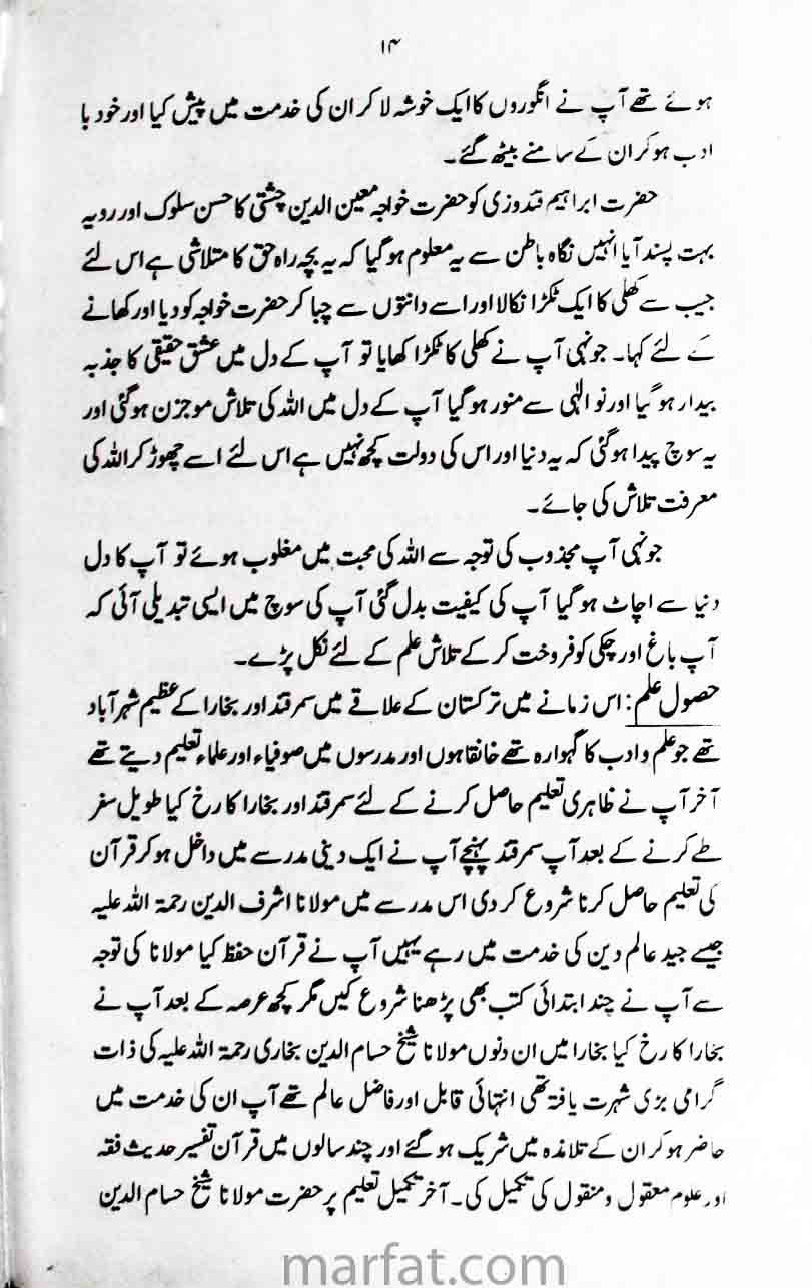 ۱۴
ہوئے تھے آپ نے انگوروں کا ایک خوشہ لا کر ان کی خدمت میں پیش کیا اور خود با
ادب ہو کر ان کے سامنے بیٹھ گئے۔
حضرت ابراہیم قندوزی کو حضرت خواجہ معین الدین چشتی کا حسن سلوک اور رویہ
بہت پسند آیا انہیں نگاہ باطن سے یہ معلوم ہو گیا کہ یہ بچہ راہ حق کا متلاشی ہے اس لئے
جیب سے کھلی کا ایک ٹکڑا نکالا اور اسے دانتوں سے چبا کر حضرت خواجہ کو دیا اور کھانے
کے لئے کہا۔ جونہی آپ نے کھلی کا ٹکڑا کھایا تو آپ کے دل میں عشق حقیقی کا جذبہ
بیدار ہو گیا اور نو الٰہی سے منور ہو گیا آپ کے دل میں اللہ کی تلاش موجزن ہو گئی اور
یہ سوچ پیدا ہو گئی کہ یہ دنیا اور اس کی دولت کچھ نہیں ہے اس لئے اسے چھوڑ کر اللہ کی
معرفت تلاش کی جائے۔
جونہی آپ مجذوب کی توجہ سے اللہ کی محبت میں مغلوب ہوئے تو آپ کا دل
دنیا سے اچاٹ ہو گیا آپ کی کیفیت بدل گئی آپ کی سوچ میں ایسی تبدیلی آئی کہ
آپ باغ اور چکی کو فروخت کر کے تلاش علم کے لئے نکل پڑے۔
حصول علم: اس زمانے میں ترکستان کے علاقے میں سمرقند اور بخارا کے عظیم شہر آباد
تھے جو علم و ادب کا گہوارہ تھے خانقاہوں اور مدرسوں میں صوفیاء اور علماء تعلیم دیتے تھے
آخر آپ نے ظاہری تعلیم حاصل کرنے کے لئے سمرقند اور بخارا کا رخ کیا طویل سفر
طے کرنے کے بعد آپ سمرقند پہنچے آپ نے ایک دینی مدرسے میں داخل ہو کر قرآن
کی تعلیم حاصل کرنا شروع کر دی اس مدرسے میں مولانا اشرف الدین رحمۃ اللہ علیہ
جیسے جید عالم دین کی خدمت میں رہے یہیں آپ نے قرآن حفظ کیا مولانا کی توجہ
سے آپ نے چند ابتدائی کتب بھی پڑھنا شروع کیں مگر کچھ عرصہ کے بعد آپ نے
بخارا کا رخ کیا بخارا میں ان دنوں مولانا شیخ حسام الدین بخاری رحمۃ اللہ علیہ کی ذات
گرامی بڑی شہرت یافتہ تھی انتہائی قابل اور فاضل عالم تھے آپ ان کی خدمت میں
حاضر ہو کر ان کے تلامذہ میں شریک ہو گئے اور چند سالوں میں قرآن تفسیر حدیث فقہ
اور علوم معقول و منقول کی تکمیل کی۔ آخر تکمیل تعلیم پر حضرت مولانا شیخ حسام الدین
marfat.com